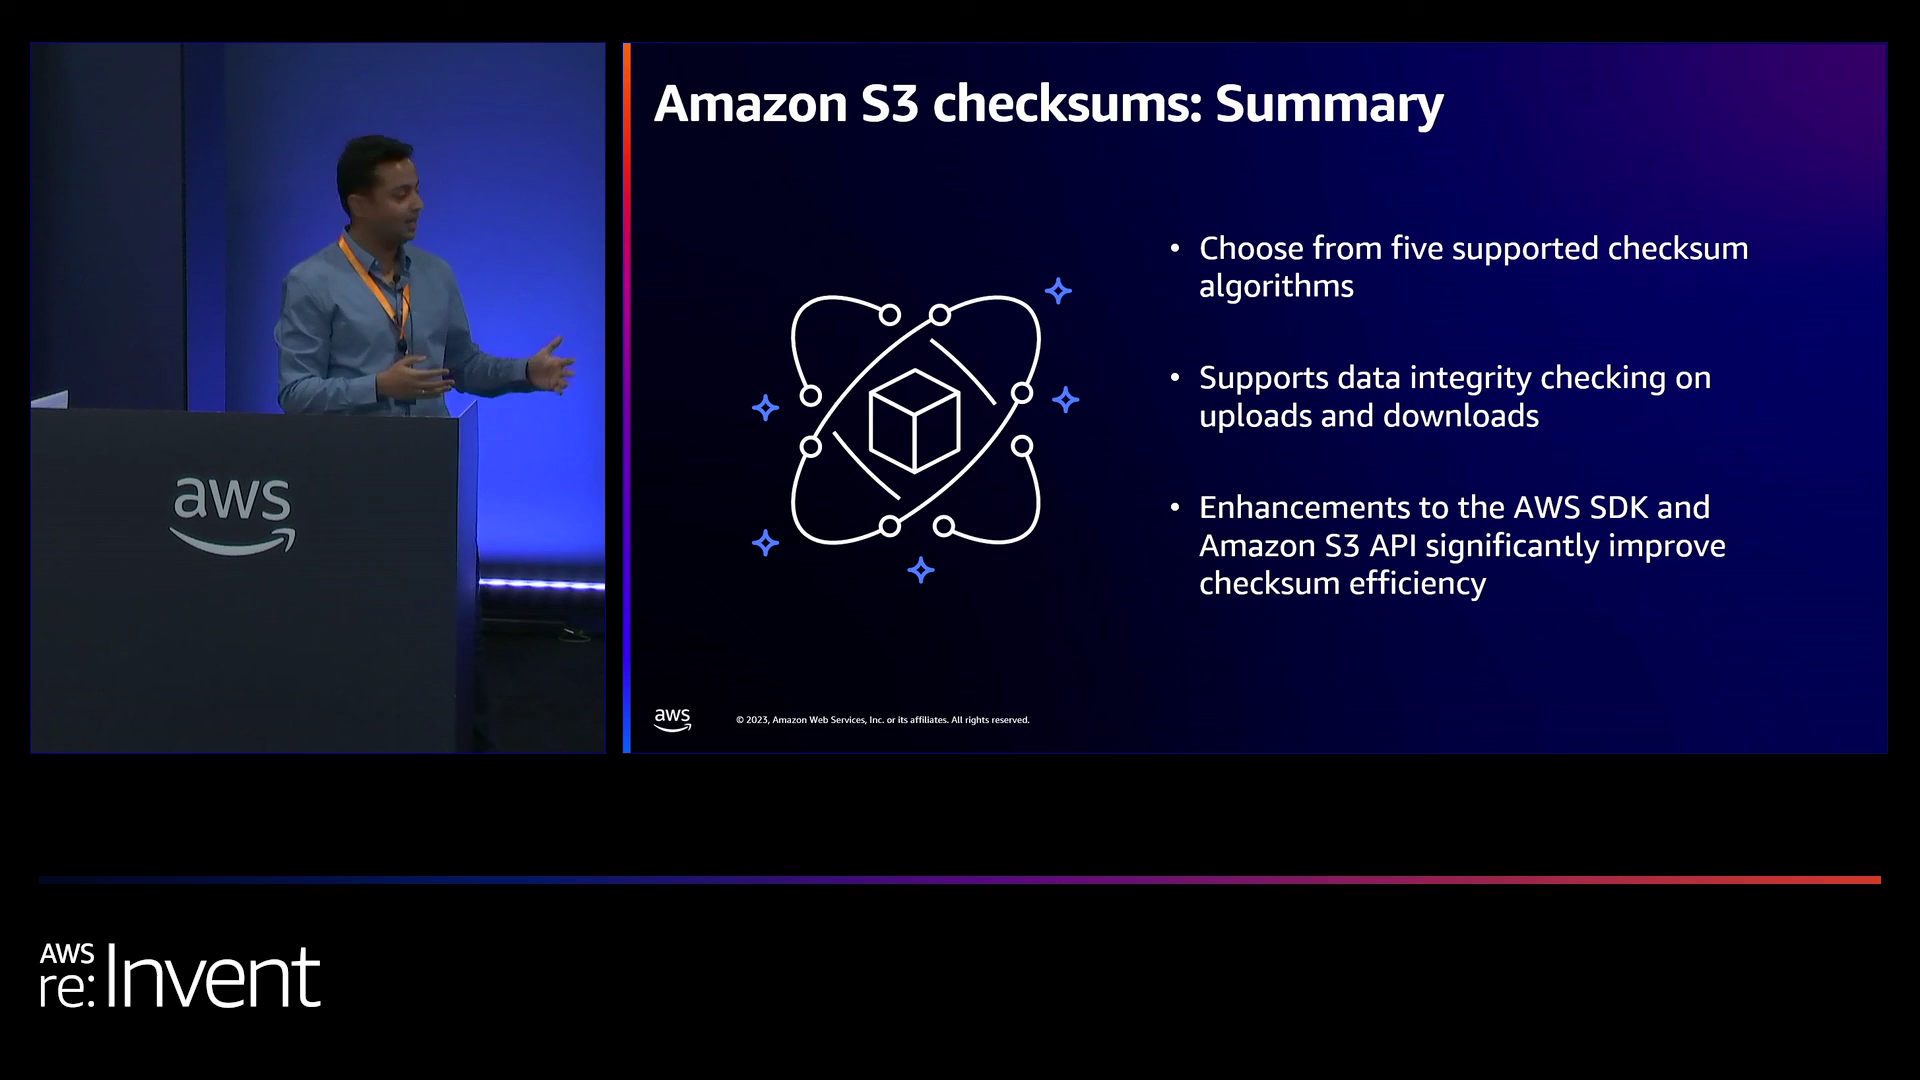 aws
Amazon S3 checksums: Summary
• Choose from five supported checksum
algorithms
• Supports data integrity checking on
uploads and downloads
• Enhancements to the AWS SDK and
Amazon S3 API significantly improve
checksum efficiency
aws
© 2023, Amazon Web Services, Inc. or its affiliates. All rights reserved.
AWS
re:Invent